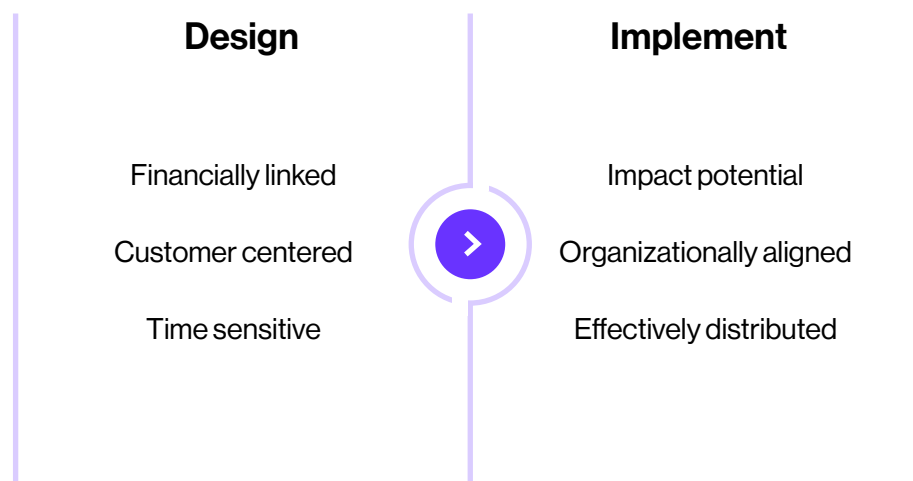 Design
Financially linked
Customer centered
Time sensitive
Implement
Impact potential
Organizationally aligned
Effectively distributed